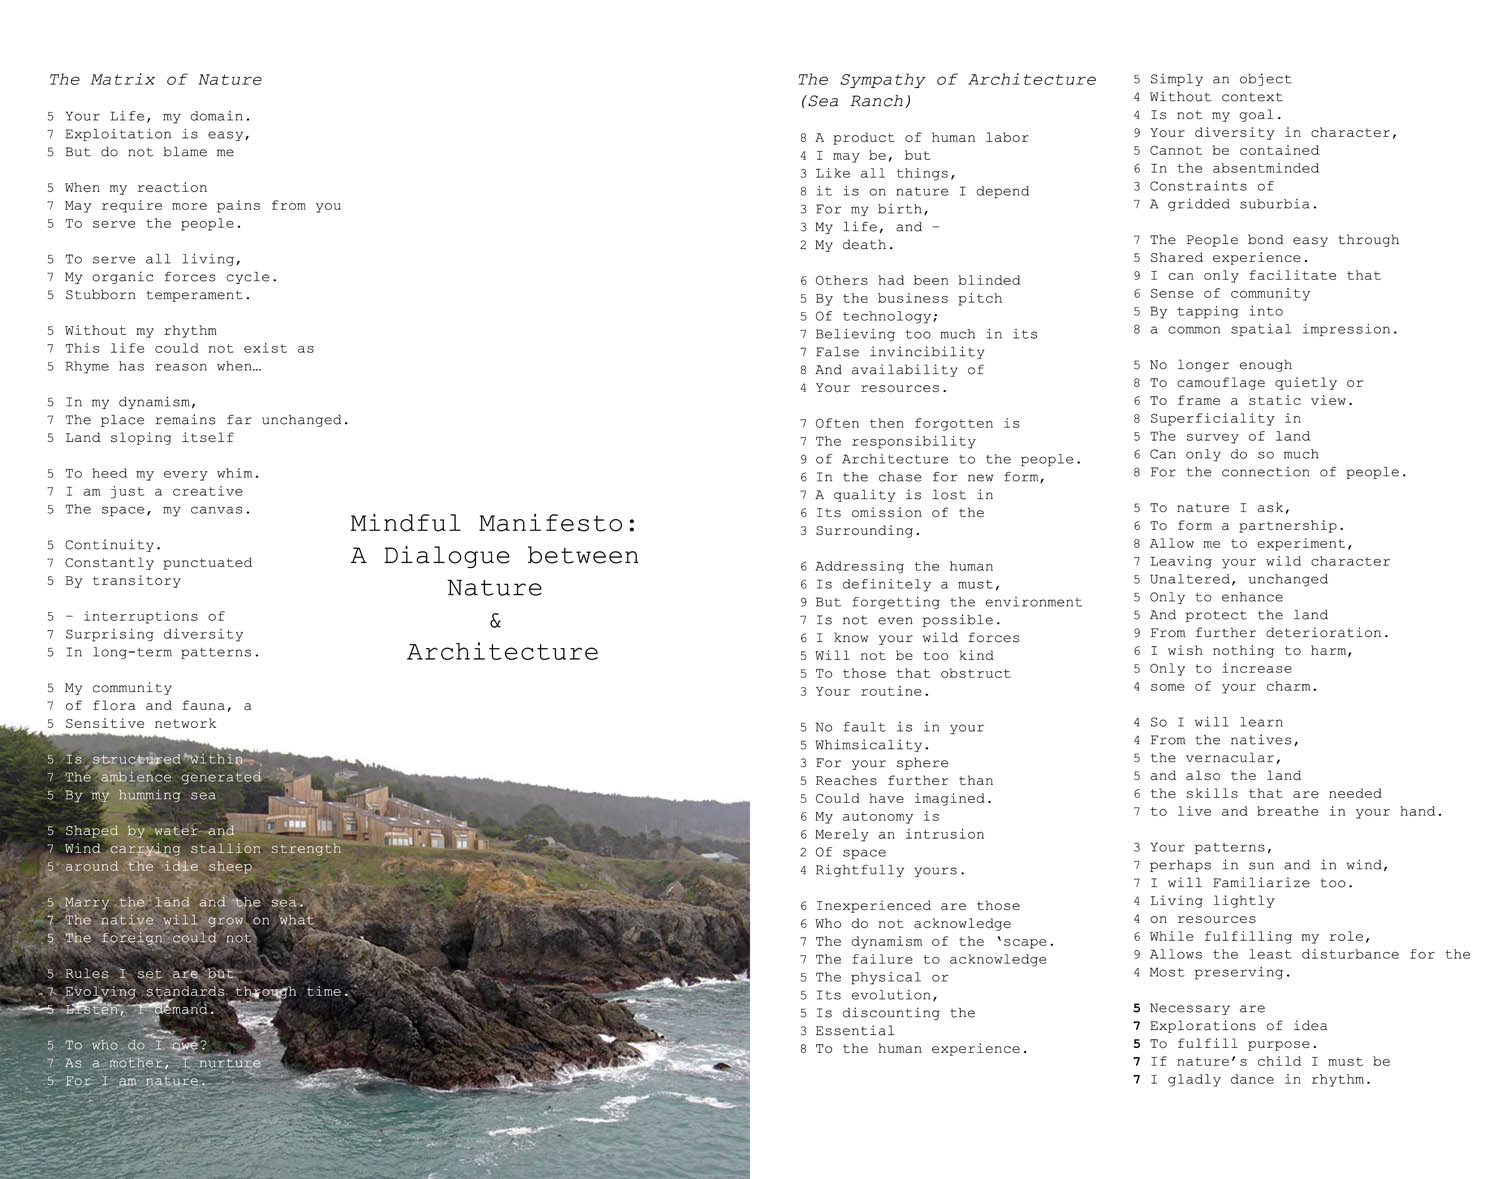 The Matrix of Nature
5 Your Life, my domain.
7 Exploitation is easy,
5 But do not blame me
5 When my reaction
7 May require more pains from you
5 To serve the people.
5 To serve all living,
7 My organic forces cycle.
5 Stubborn temperament.
5 Without my rhythm
7 This life could not exist as
5 Rhyme has reason when…
5 In my dynamism,
7 The place remains far unchanged.
5 Land sloping itself
5 To heed my every whim.
7 I am just a creative
5 The space, my canvas.
5 Continuity.
7 Constantly punctuated
5 By transitory
5 – interruptions of
7 Surprising diversity
5 In long-term patterns.
5 My community
7 of flora and fauna, a
5 Sensitive network
5 Is structured within
7 The ambience generated
5 By my humming sea
5 Shaped by water and
7 Wind carrying stallion strength
5 around the idle sheep
5 Marry the land and the sea.
7 The native will grow on what
5 The foreign could not
5 Rules I set are but
7 Evolving standards through time.
5 Listen, I demand.
5 To who do I owe?
7 As a mother, I nurture
5 For I am nature.
Mindful Manifesto:
A Dialogue between
Nature
&
Architecture
The Sympathy of Architecture
(Sea Ranch)
8 A product of human labor
4 I may be, but
3 Like all things,
8 it is on nature I depend
3 For my birth,
3 My life, and –
2 My death.
6 Others had been blinded
5 By the business pitch
5 Of technology;
7 Believing too much in its
7 False invincibility
8 And availability of
4 Your resources.
7 Often then forgotten is
7 The responsibility
9 of Architecture to the people.
6 In the chase for new form,
7 A quality is lost in
6 Its omission of the
3 Surrounding.
6 Addressing the human
6 Is definitely a must,
9 But forgetting the environment
7 Is not even possible.
6 I know your wild forces
5 Will not be too kind
5 To those that obstruct
3 Your routine.
5 No fault is in your
5 Whimsicality.
3 For your sphere
5 Reaches further than
5 Could have imagined.
6 My autonomy is
6 Merely an intrusion
2 Of space
4 Rightfully yours.
6 Inexperienced are those
6 Who do not acknowledge
7 The dynamism of the ‘scape.
7 The failure to acknowledge
5 The physical or
5 Its evolution,
5 Is discounting the
3 Essential
8 To the human experience.
5 Simply an object
4 Without context
4 Is not my goal.
9 Your diversity in character,
5 Cannot be contained
6 In the absentminded
3 Constraints of
7 A gridded suburbia.
7 The People bond easy through
5 Shared experience.
9 I can only facilitate that
6 Sense of community
5 By tapping into
8 a common spatial impression.
5 No longer enough
8 To camouflage quietly or
6 To frame a static view.
8 Superficiality in
5 The survey of land
6 Can only do so much
8 For the connection of people.
5 To nature I ask,
6 To form a partnership.
8 Allow me to experiment,
7 Leaving your wild character
5 Unaltered, unchanged
5 Only to enhance
5 And protect the land
9 From further deterioration.
6 I wish nothing to harm,
5 Only to increase
4 some of your charm.
4 So I will learn
4 From the natives,
5 the vernacular,
5 and also the land
6 the skills that are needed
7 to live and breathe in your hand.
3 Your patterns,
7 perhaps in sun and in wind,
7 I will Familiarize too.
4 Living lightly
4 on resources
6 While fulfilling my role,
9 Allows the least disturbance for the
4 Most preserving.
5 Necessary are
7 Explorations of idea
5 To fulfill purpose.
7 If nature’s child I must be
7 I gladly dance in rhythm.